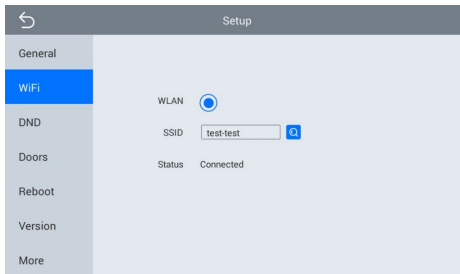 Setup
General
WiFi
DND
Doors
Reboot
Version
More
WLAN
SSID test-test
Status Connected